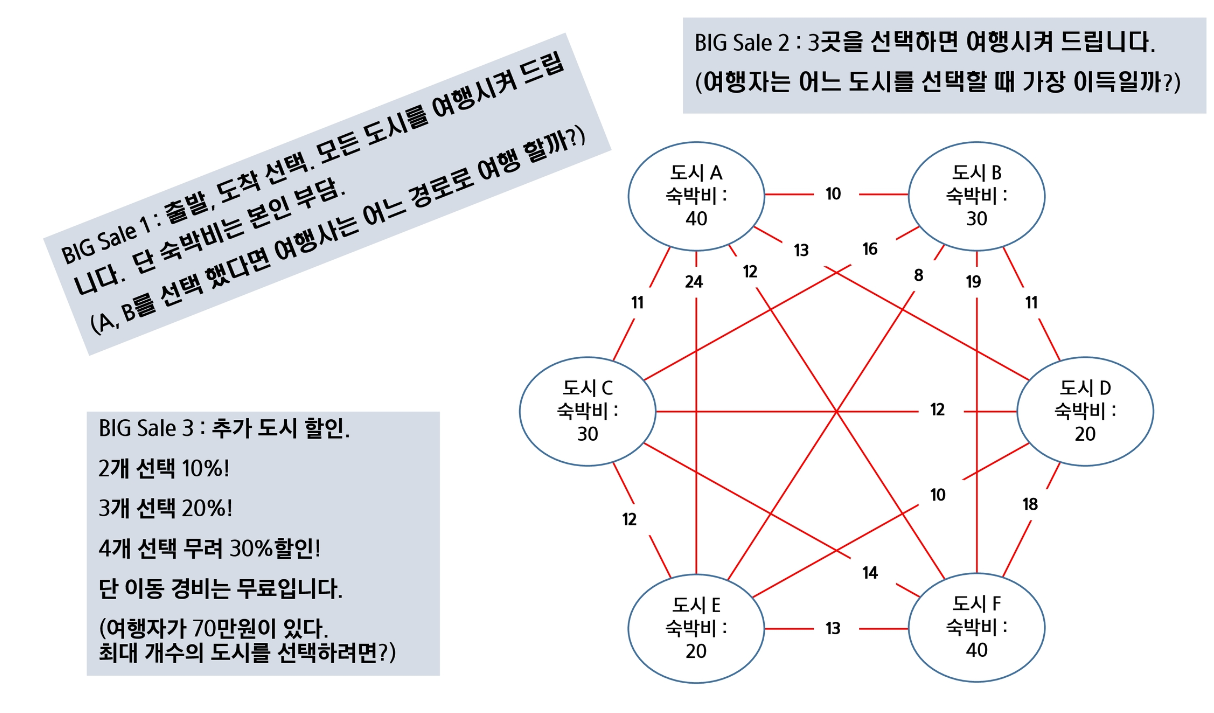 BIG Sale 1 : 출발, 도착 선택. 모든 도시를 여행시켜 드립
니다. 단 숙박비는 본인 부담.
(A, B를 선택 했다면 여행사는 어느 경로로 여행 할까?)
BIG Sale 2 : 3곳을 선택하면 여행시켜 드립니다.
(여행자는 어느 도시를 선택할 때 가장 이득일까?)
도시 A
숙박비 :
40
10
도시 B
숙박비 :
30
13
16
24
12
8
19
11
11
도시 C
숙박비 :
30
12
도시 D
숙박비 :
20
10
18
12
14
도시 E
숙박비 :
20
13
도시 F
숙박비 :
40
BIG Sale 3 : 추가 도시 할인.
2개 선택 10%!
3개 선택 20%!
4개 선택 무려 30%할인!
단 이동 경비는 무료입니다.
(여행자가 70만원이 있다.
최대 개수의 도시를 선택하려면?)